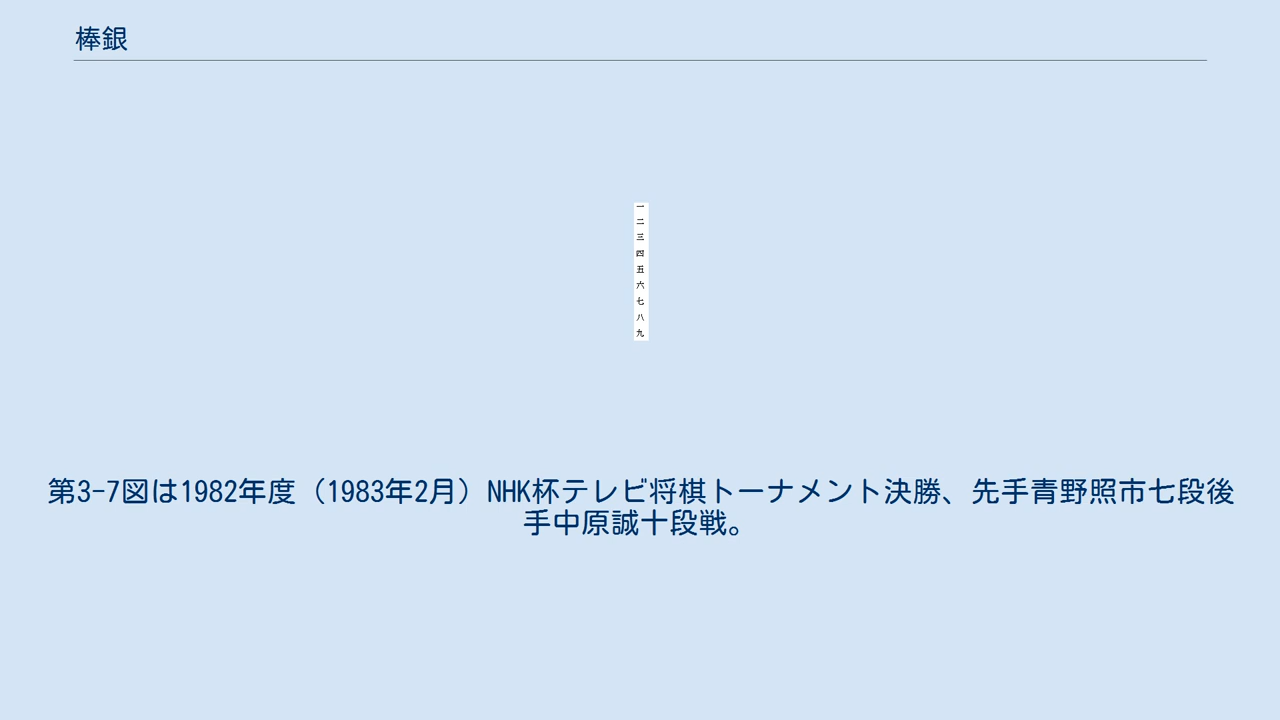 棒銀
一
二
三
四
五
六
七
八
九
第3-7図は1982年度（1983年2月）NHK杯テレビ将棋トーナメント決勝、先手青野照市七段後
手中原誠十段戦。